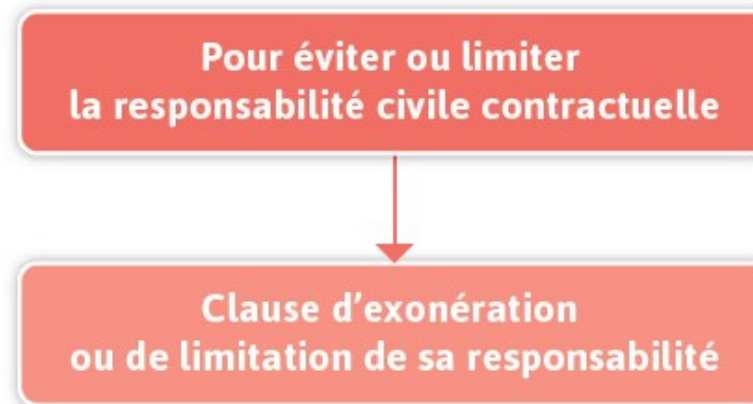 Pour éviter ou limiter
la responsabilité civile contractuelle
Clause d’exonération
ou de limitation de sa responsabilité